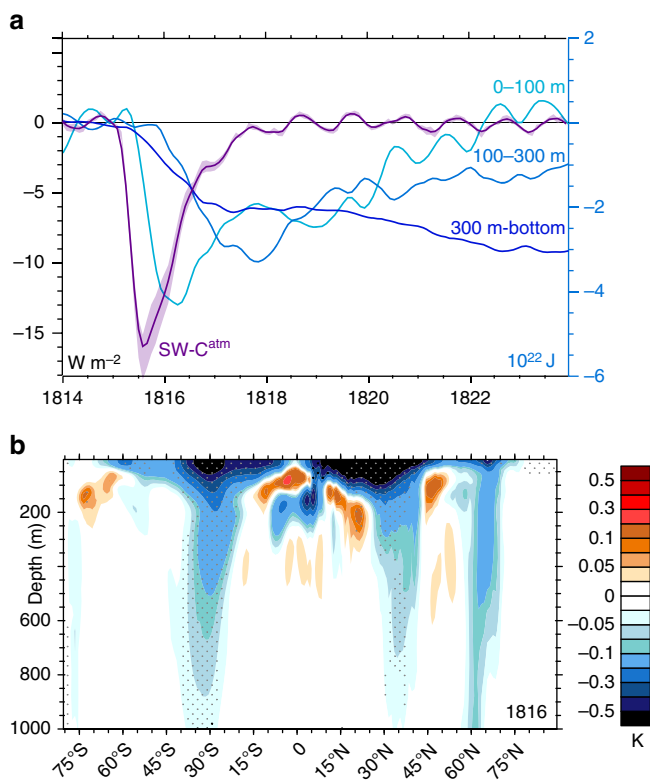 a
2
0–100 m
0
0
100–300 m
−5
−2
300 m-bottom
−10
−4
−15
SW-C^atm
W m⁻²
10²² J
−6
1814
1816
1818
1820
1822
b
0.5
200
0.3
0.1
Depth (m)
400
0.05
0
600
−0.05
−0.1
800
−0.3
−0.5
1816
1000
K
75°S
60°S
45°S
30°S
15°S
0
15°N
30°N
45°N
60°N
75°N